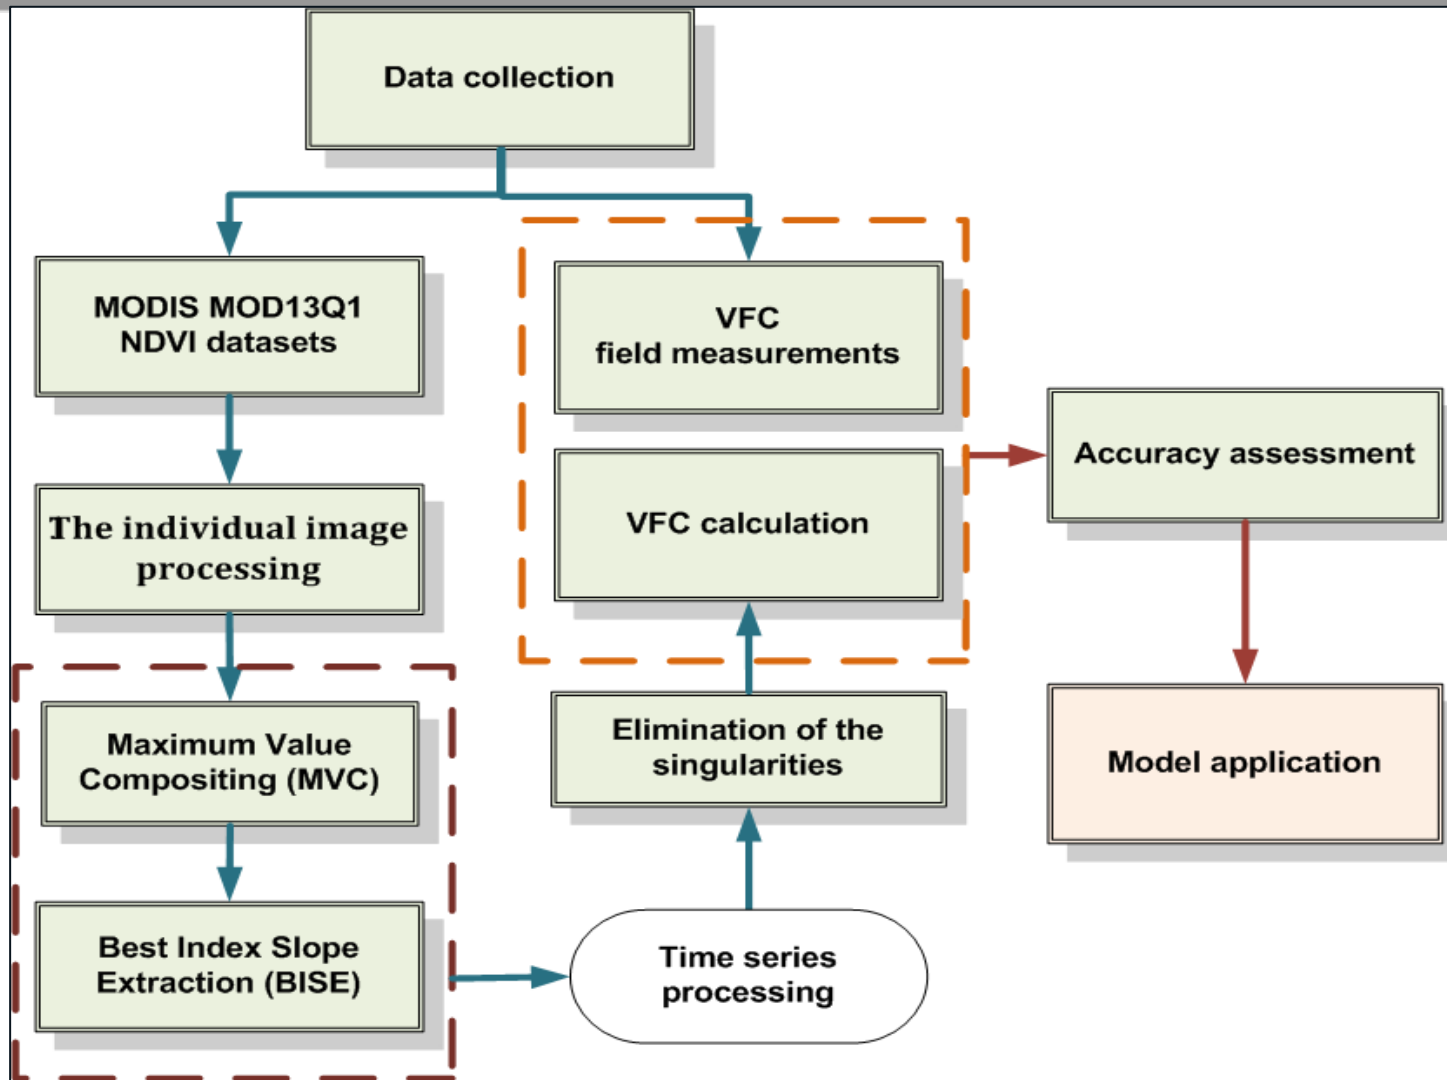 Data collection
MODIS MOD13Q1
NDVI datasets
VFC
field measurements
The individual image
processing
VFC calculation
Accuracy assessment
Maximum Value
Compositing (MVC)
Elimination of the
singularities
Model application
Best Index Slope
Extraction (BISE)
Time series
processing